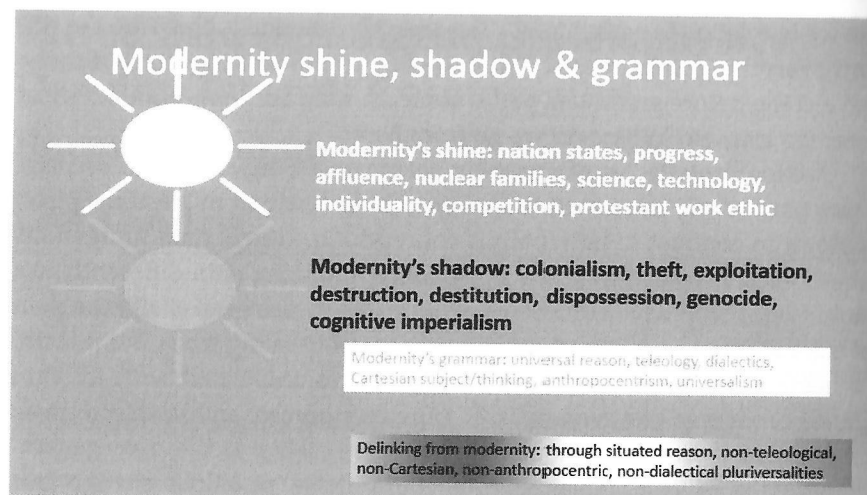 Modernity shine, shadow & grammar
Modernity's shine: nation states, progress,
affluence, nuclear families, science, technology,
individuality, competition, protestant work ethic
Modernity's shadow: colonialism, theft, exploitation,
destruction, destitution, dispossession, genocide,
cognitive imperialism
Modernity's grammar: universal reason, teleology, dialectics,
Cartesian subject/thinking, anthropocentrism, universalism
Delinking from modernity: through situated reason, non-teleological,
non-Cartesian, non-anthropocentric, non-dialectical pluriversalities